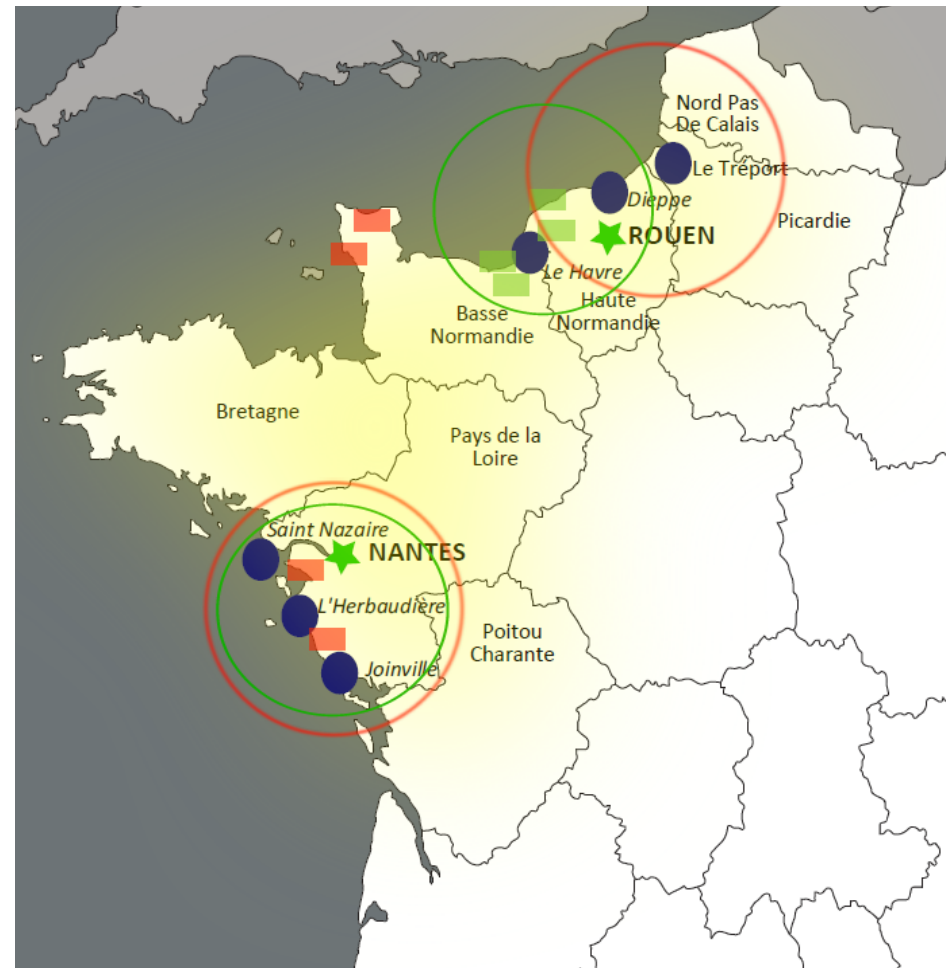 Nord Pas
De Calais
Le Tréport
Dieppe
Picardie
ROUEN
Le Havre
Haute
Normandie
Basse
Normandie
Bretagne
Pays de la
Loire
Saint Nazaire
NANTES
L'Herbaudière
Poitou
Charante
Joinville